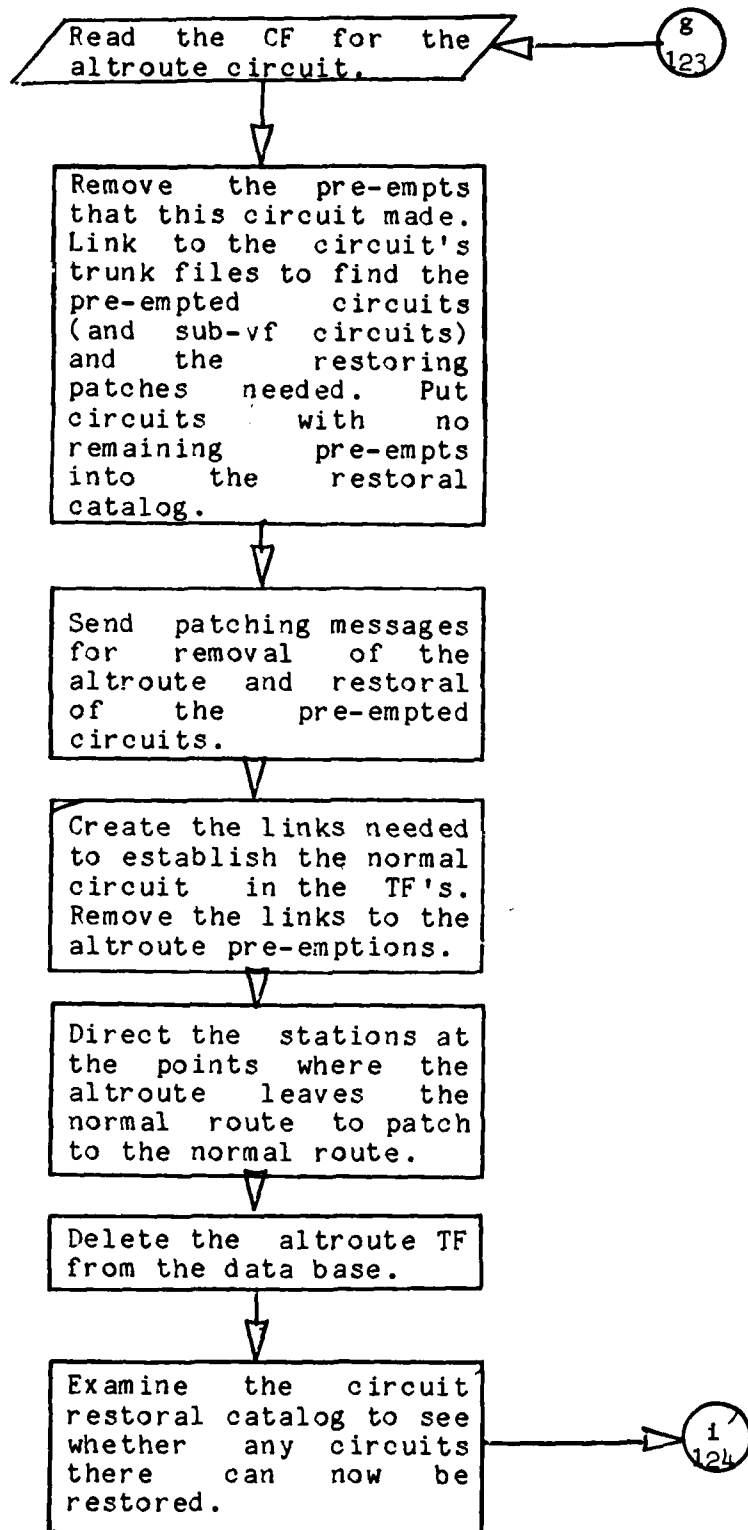 Read the CF for the
altroute circuit.
g
123
Remove the pre-empts
that this circuit made.
Link to the circuit's
trunk files to find the
pre-empted circuits
(and sub-vf circuits)
and the restoring
patches needed. Put
circuits with no
remaining pre-empts
into the restoral
catalog.
Send patching messages
for removal of the
altroute and restoral
of the pre-empted
circuits.
Create the links needed
to establish the normal
circuit in the TF's.
Remove the links to the
altroute pre-emptions.
Direct the stations at
the points where the
altroute leaves the
normal route to patch
to the normal route.
Delete the altroute TF
from the data base.
Examine the circuit
restoral catalog to see
whether any circuits
there can now be
restored.
i
124